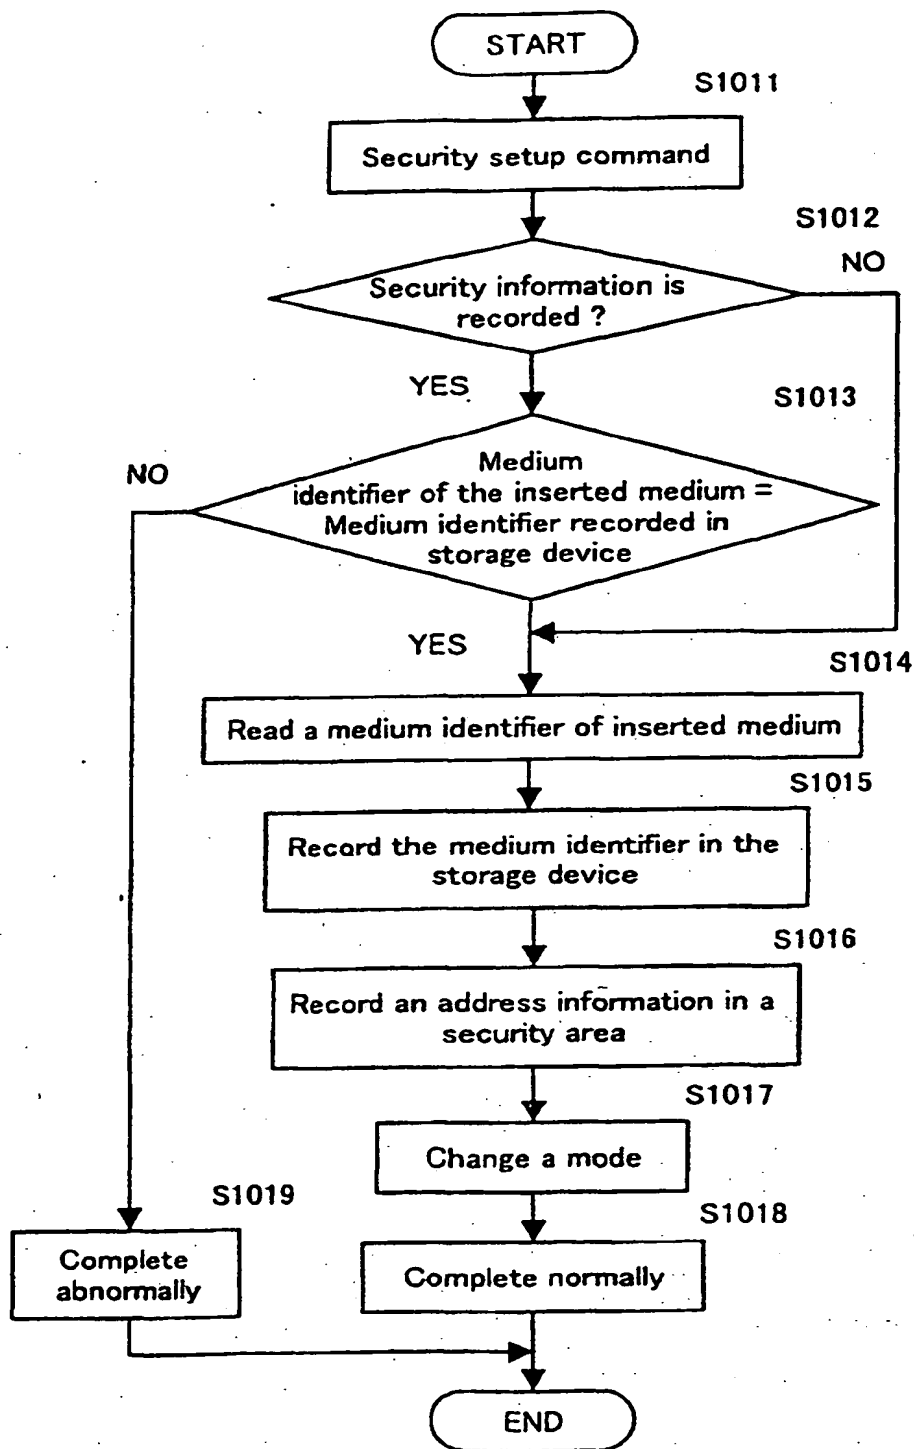 START
S1011
Security setup command
S1012
NO
Security information is
recorded ?
YES
S1013
NO
Medium
identifier of the inserted medium =
Medium identifier recorded in
storage device
YES
S1014
Read a medium identifier of inserted medium
S1015
Record the medium identifier in the
storage device
S1016
Record an address information in a
security area
S1017
Change a mode
S1019
S1018
Complete
abnormally
Complete normally
END